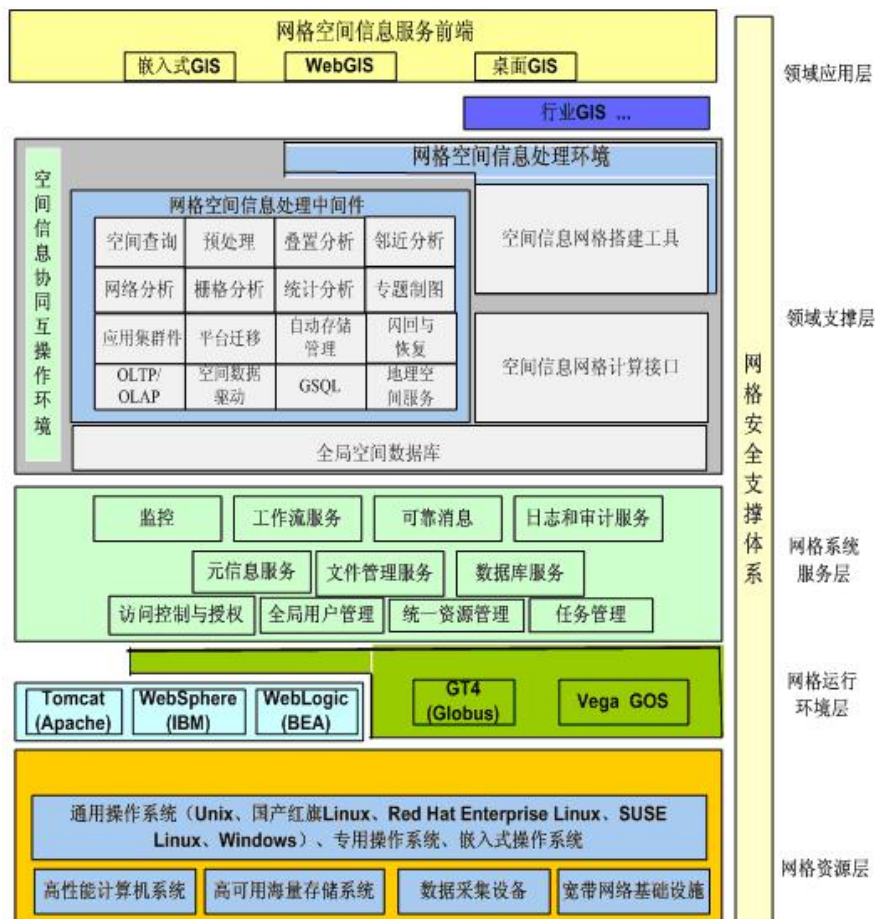 网格空间信息服务前端
嵌入式GIS
WebGIS
桌面GIS
领域应用层
行业GIS ...
空间信息协同互操作环境
网格空间信息处理环境
网格空间信息处理中间件
空间查询
预处理
叠置分析
邻近分析
网络分析
栅格分析
统计分析
专题制图
应用集群件
平台迁移
自动存储
管理
闪回与
恢复
OLTP/
OLAP
空间数据
驱动
GSQL
地理空
间服务
空间信息网格搭建工具
空间信息网格计算接口
全局空间数据库
领域支撑层
网格安全支撑体系
监控
工作流服务
可靠消息
日志和审计服务
元信息服务
文件管理服务
数据库服务
访问控制与授权
全局用户管理
统一资源管理
任务管理
网格系统
服务层
Tomcat
(Apache)
WebSphere
(IBM)
WebLogic
(BEA)
GT4
(Globus)
Vega GOS
网格运行
环境层
通用操作系统（Unix、国产红旗Linux、Red Hat Enterprise Linux、SUSE
Linux、Windows）、专用操作系统、嵌入式操作系统
高性能计算机系统
高可用海量存储系统
数据采集设备
宽带网络基础设施
网格资源层